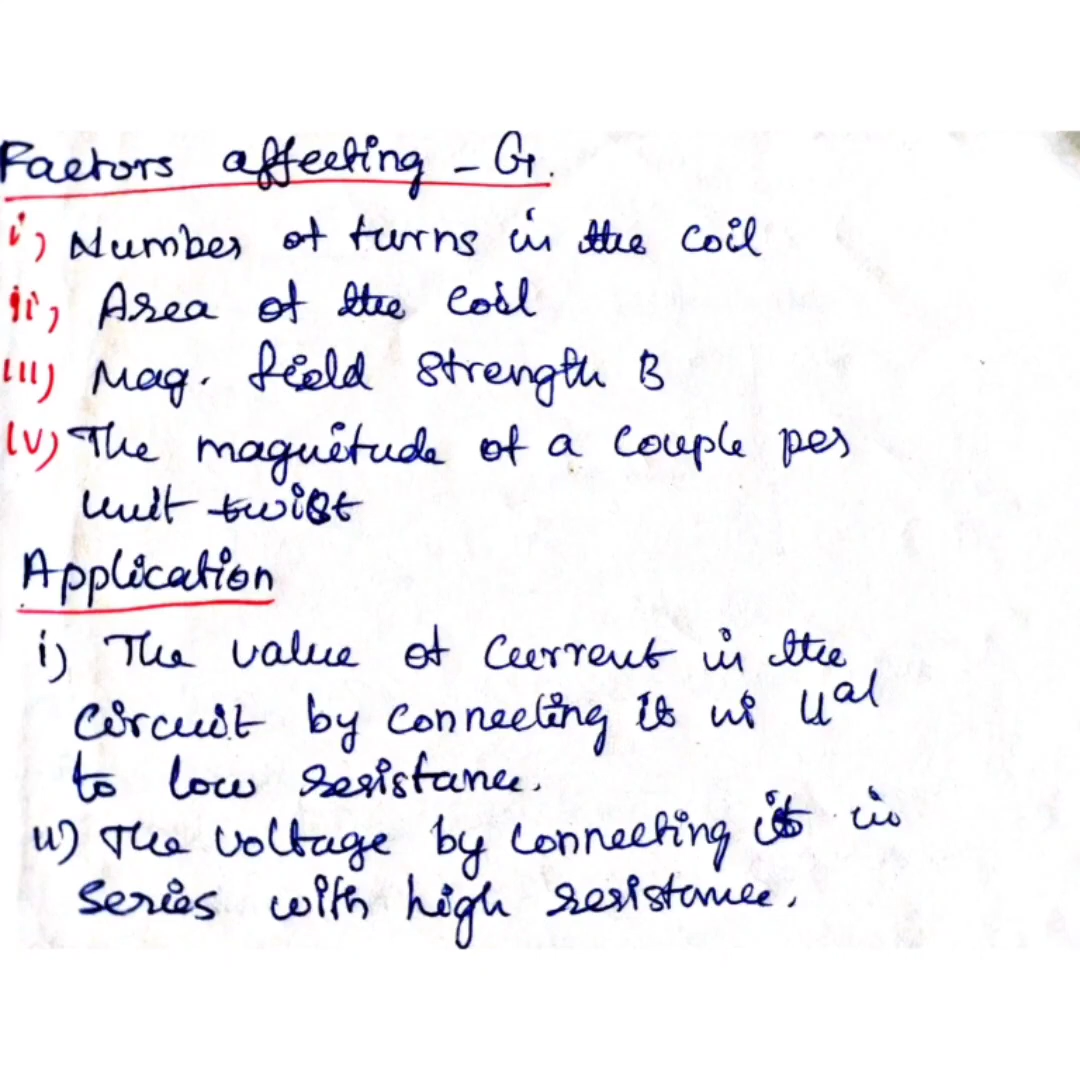 Factors affecting - G.
i) Number of turns in the coil
ii) Area of the coil
iii) Mag. field strength B
iv) The magnitude of a couple per
unit twist
Application
i) The value of current in the
circuit by connecting it in llal
to low resistance.
ii) The voltage by connecting it in
series with high resistance.